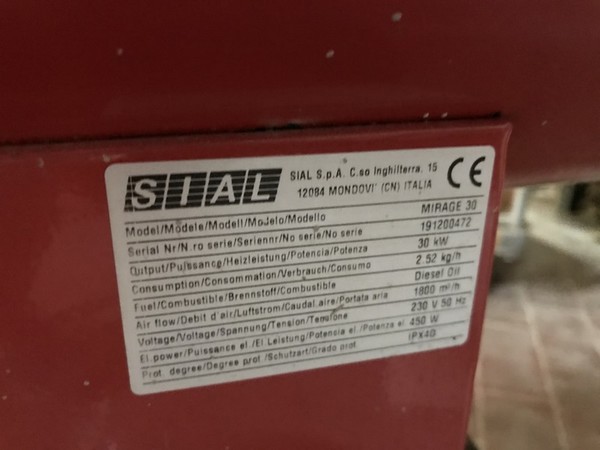 SIAL
SIAL S.p.A. C.so Inghilterra, 15
12084 MONDOVI' (CN) ITALIA
CE
Model/Modele/Modell/Modelo/Modello MIRAGE 30
Serial Nr/N.ro serie/Seriennr/No serie/No serie 191200472
Output/Puissance/Heizleistung/Potencia/Potenza 30 kW
Consumption/Consommation/Verbrauch/Consumo 2.52 kg/h
Fuel/Combustible/Brennstoff/Combustible Diesel Oil
Air flow/Debit d'air/Luftstrom/Caudal.aire/Portata aria 1800 m³/h
Voltage/Voltage/Spannung/Tension/Tensione 230 V 50 Hz
El.power/Puissance el./El Leistung/Potencia el./Potenza el 450 W
Prot. degree/Degree prot./Schutzart/Grado prot. IPX4D